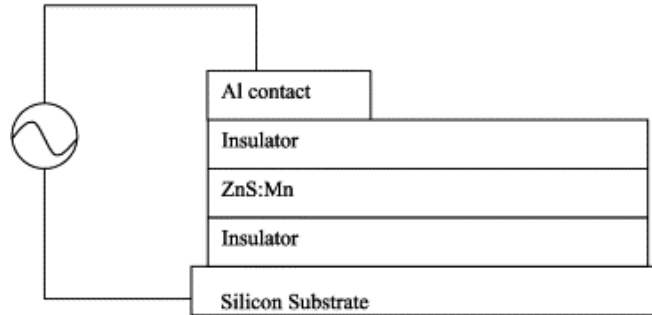 Al contact
Insulator
ZnS:Mn
Insulator
Silicon Substrate